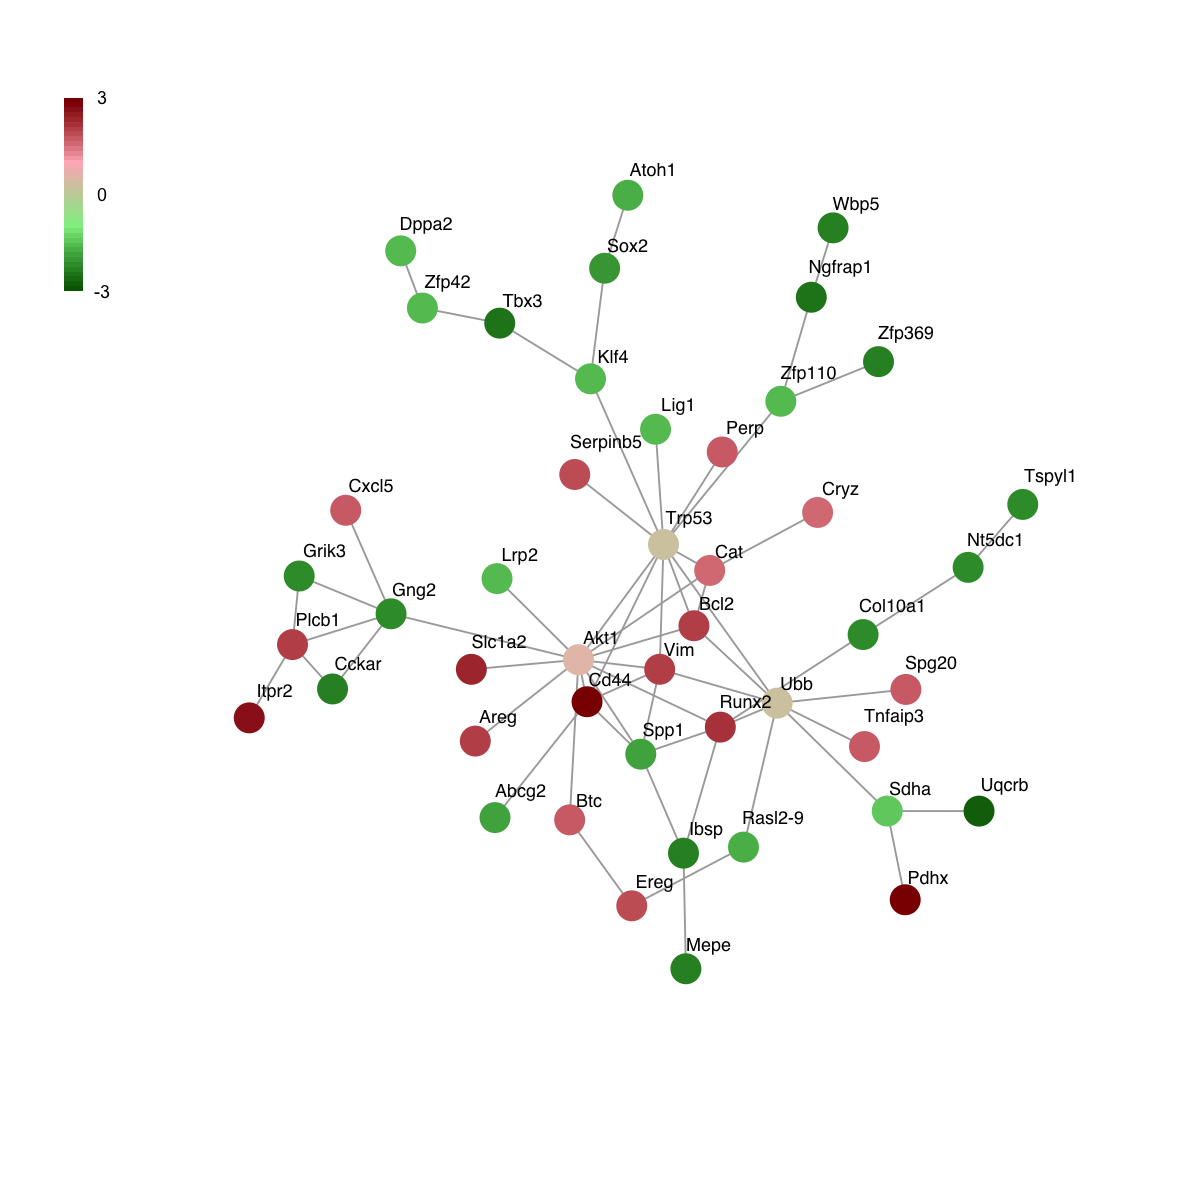 3
Atoh1
0
Wbp5
Dppa2
Sox2
Ngfrap1
Zfp42
-3
Tbx3
Zfp369
Klf4
Zfp110
Lig1
Perp
Serpinb5
Tspyl1
Cxcl5
Cryz
Trp53
Nt5dc1
Grik3
Lrp2
Cat
Gng2
Bcl2
Col10a1
Plcb1
Akt1
Slc1a2
Vim
Cckar
Spg20
Cd44
Ubb
Itpr2
Runx2
Areg
Tnfaip3
Spp1
Sdha
Uqcrb
Abcg2
Btc
Rasl2-9
Ibsp
Pdhx
Ereg
Mepe